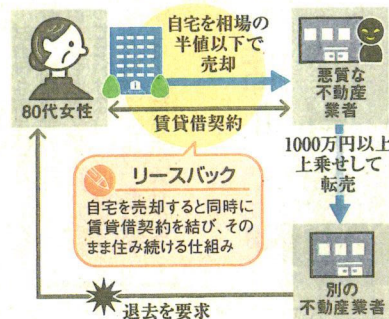 自宅を相場の
半値以下で
売却
80代女性
悪質な
不動産
業者
賃貸借契約
1000万円以上
上乗せして
転売
リースバック
自宅を売却すると同時に
賃貸借契約を結び、その
まま住み続ける仕組み
別の
不動産業者
退去を要求